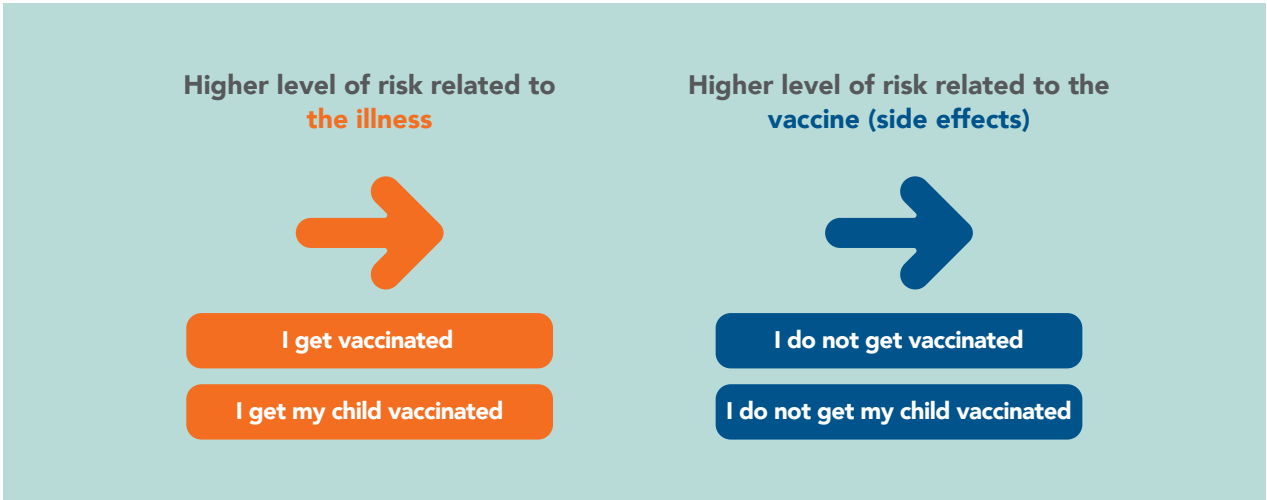 Higher level of risk related to
the illness
I get vaccinated
I get my child vaccinated
Higher level of risk related to the
vaccine (side effects)
I do not get vaccinated
I do not get my child vaccinated